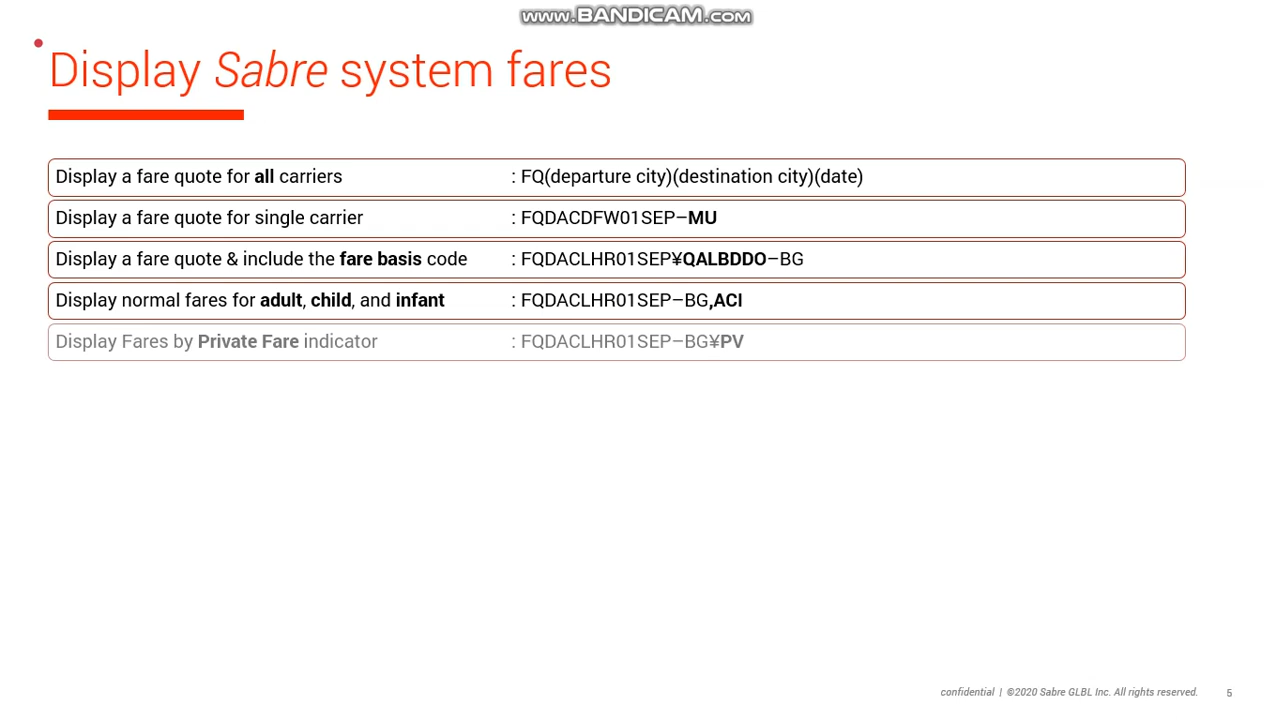 www.BANDICAM.com
Display Sabre system fares
Display a fare quote for all carriers : FQ(departure city)(destination city)(date)
Display a fare quote for single carrier : FQDACDFW01SEP–MU
Display a fare quote & include the fare basis code : FQDACLHR01SEP¥QALBDDO–BG
Display normal fares for adult, child, and infant : FQDACLHR01SEP–BG,ACI
Display Fares by Private Fare indicator : FQDACLHR01SEP–BG¥PV
confidential | ©2020 Sabre GLBL Inc. All rights reserved. 5